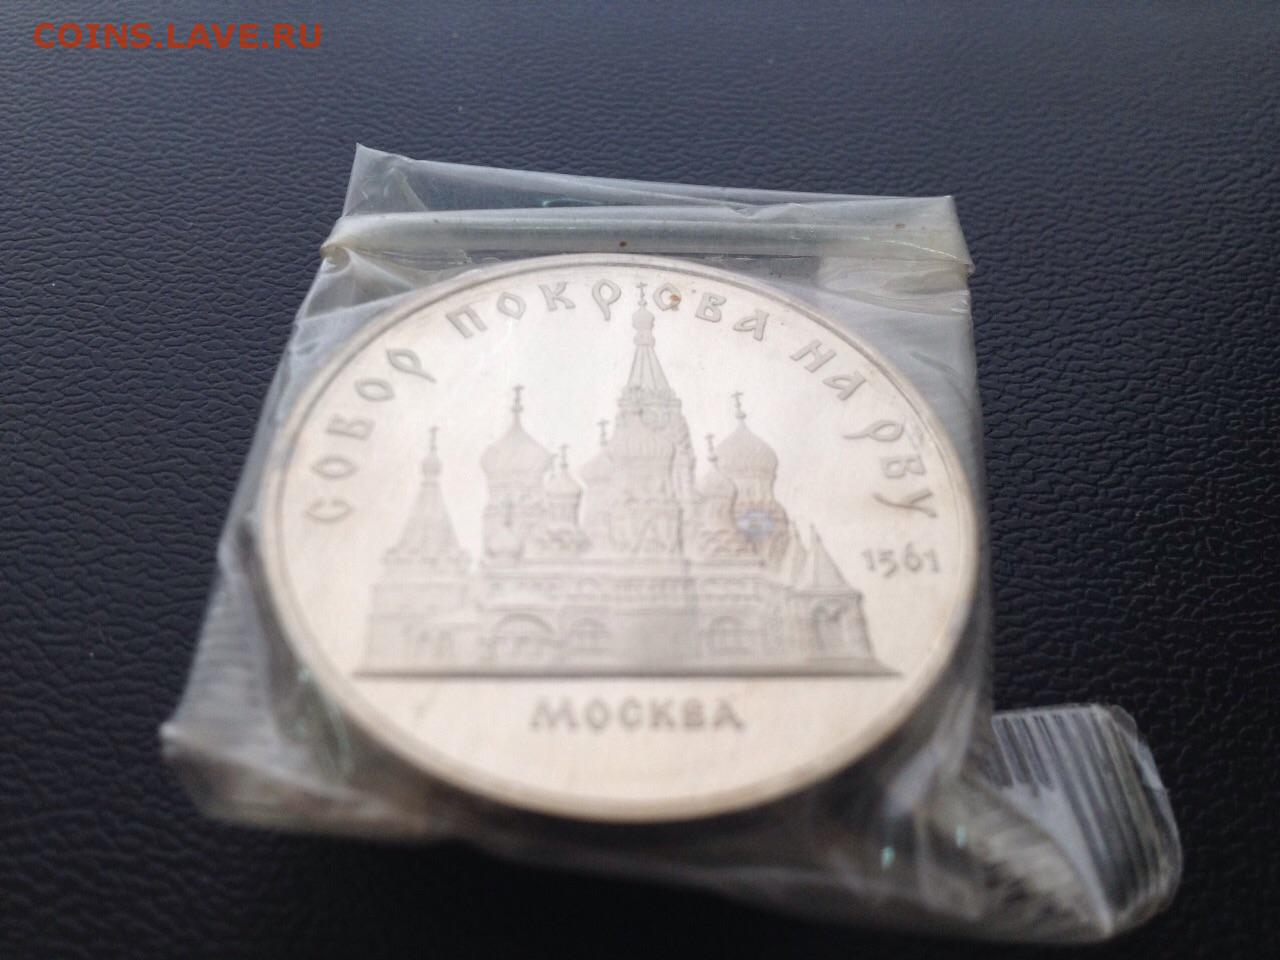 COINS.LAVE.RU
СОБОР ПОКРОВА НА РВУ
1561
МОСКВА